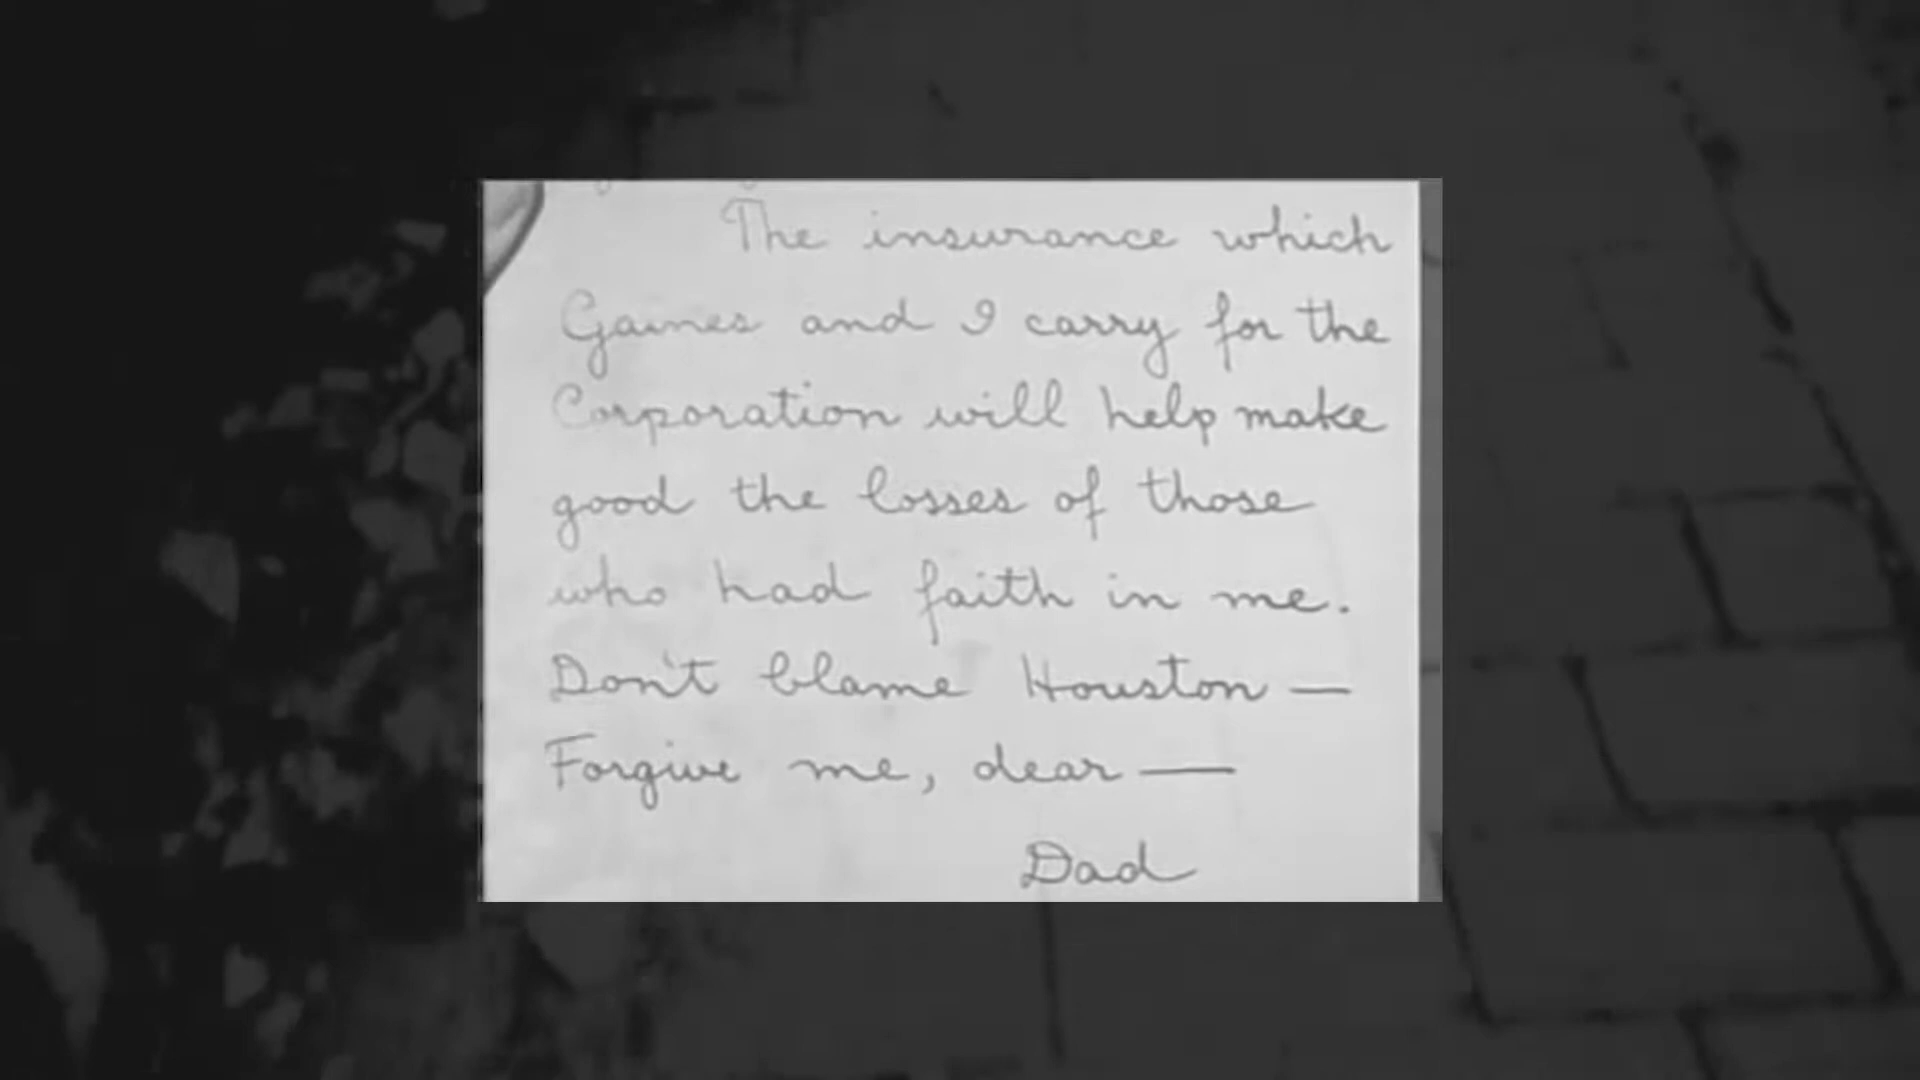 The insurance which
Gaines and I carry for the
Corporation will help make
good the losses of those
who had faith in me.
Don't blame Houston —
Forgive me, dear —
Dad